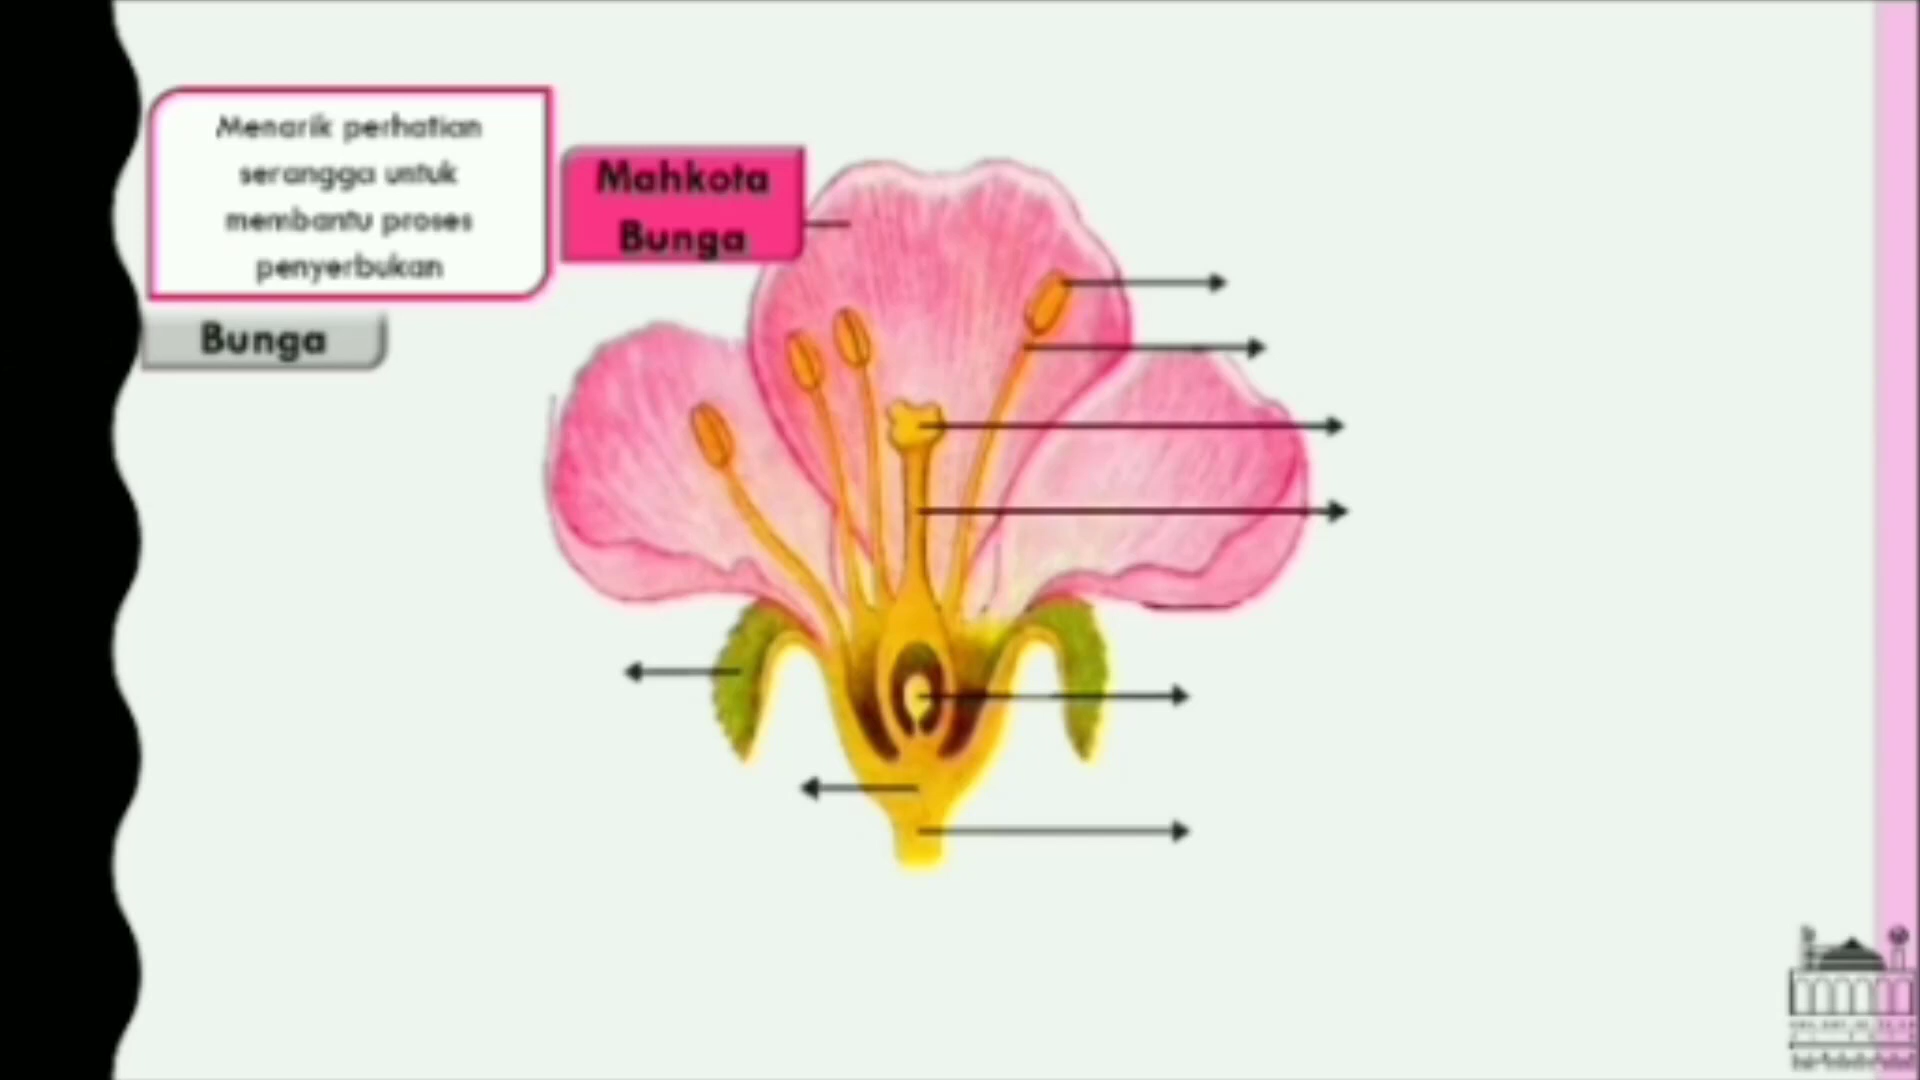 Menarik perhatian
serangga untuk
membantu proses
penyerbukan
Mahkota
Bunga
Bunga